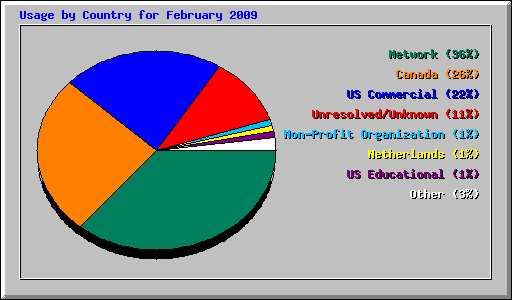 Usage by Country for February 2009
Network (36%)
Canada (26%)
US Commercial (22%)
Unresolved/Unknown (11%)
Non-Profit Organization (1%)
Netherlands (1%)
US Educational (1%)
Other (3%)